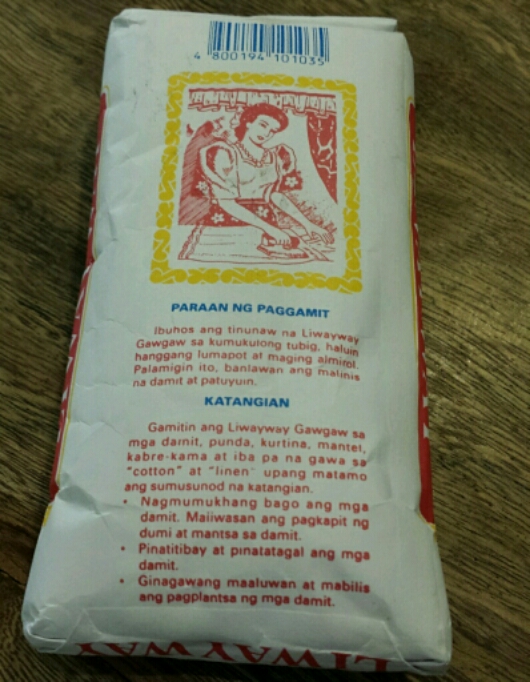 4 800194 101035
PARAAN NG PAGGAMIT
Ibuhos ang tinunaw na Liwayway
Gawgaw sa kumukulong tubig, haluin
hanggang lumapot at maging almirol.
Palamigin ito, banlawan ang malinis
na damit at patuyuin.
KATANGIAN
Gamitin ang Liwayway Gawgaw sa
mga damit, punda, kurtina, mantel,
kabre-kama at iba pa na gawa sa
"cotton" at "linen" upang matamo
ang sumusunod na katangian.
• Nagmumukhang bago ang mga
damit. Maiiwasan ang pagkapit ng
dumi at mantsa sa damit.
• Pinatitibay at pinatatagal ang mga
damit.
• Ginagawang maaluwan at mabilis
ang pagplantsa ng mga damit.
LIWAYWAY